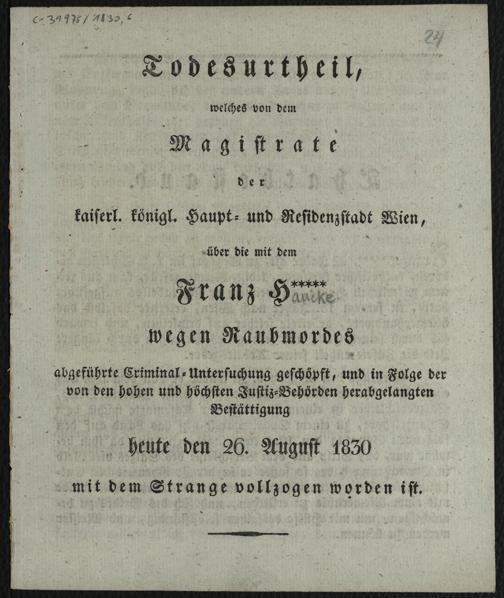 C-31975/1830,6
24
Todesurtheil,
welches von dem
Magistrate
der
kaiserl. königl. Haupt- und Residenzstadt Wien,
über die mit dem
Franz H*****
aucke
wegen Raubmordes
abgeführte Criminal-Untersuchung geschöpft, und in Folge der
von den hohen und höchsten Justiz-Behörden herabgelangten
Bestättigung
heute den 26. August 1830
mit dem Strange vollzogen worden ist.